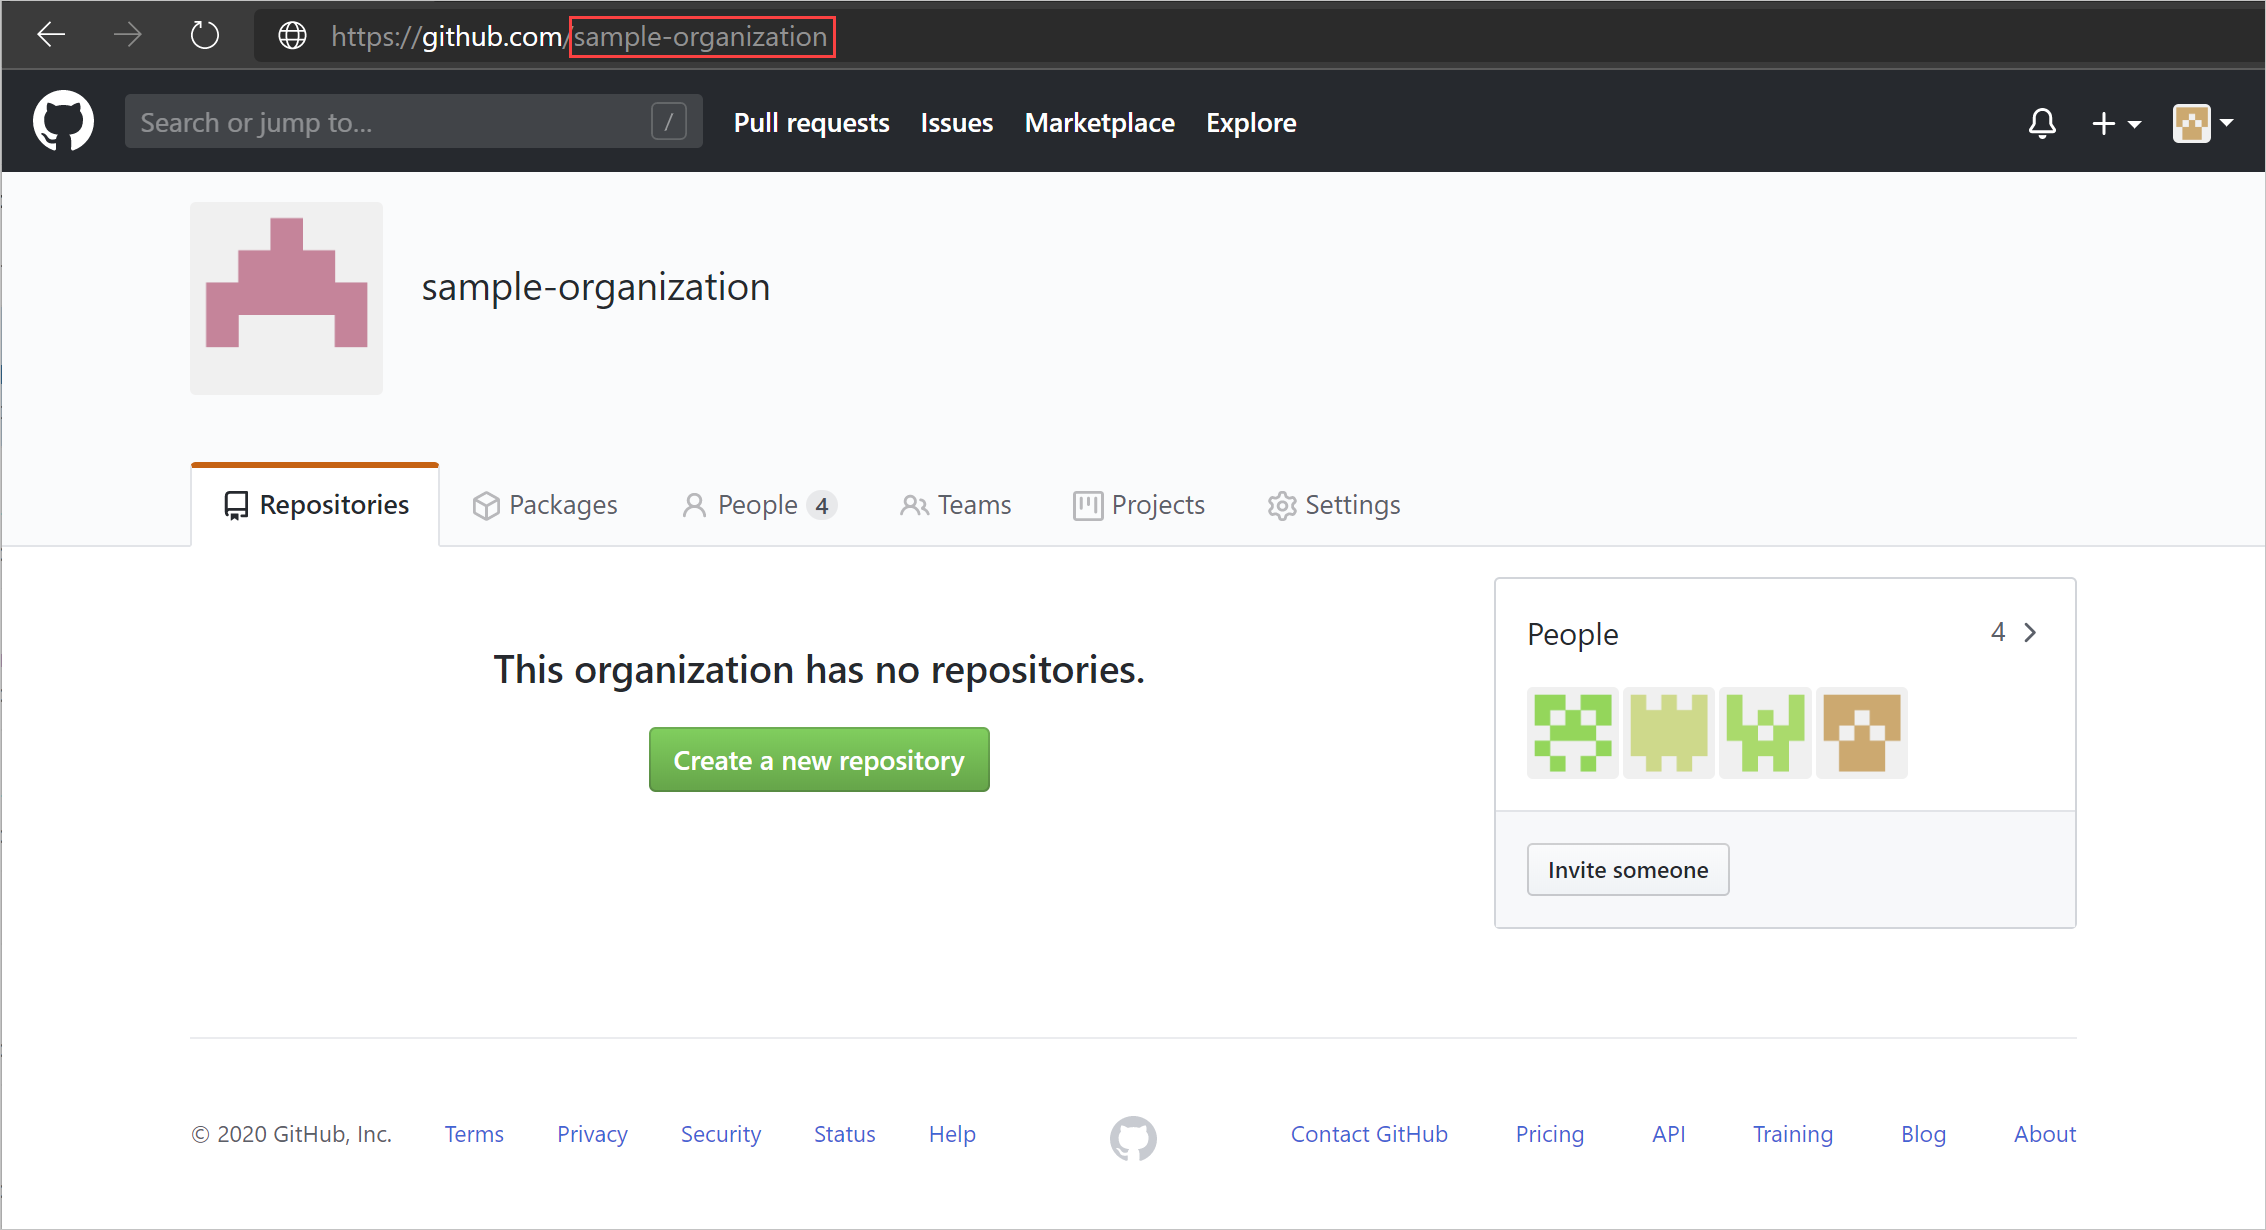 https://github.com/sample-organization
Search or jump to... /
Pull requests Issues Marketplace Explore
sample-organization
Repositories Packages People 4 Teams Projects Settings
This organization has no repositories.
Create a new repository
People 4
Invite someone
© 2020 GitHub, Inc. Terms Privacy Security Status Help Contact GitHub Pricing API Training Blog About